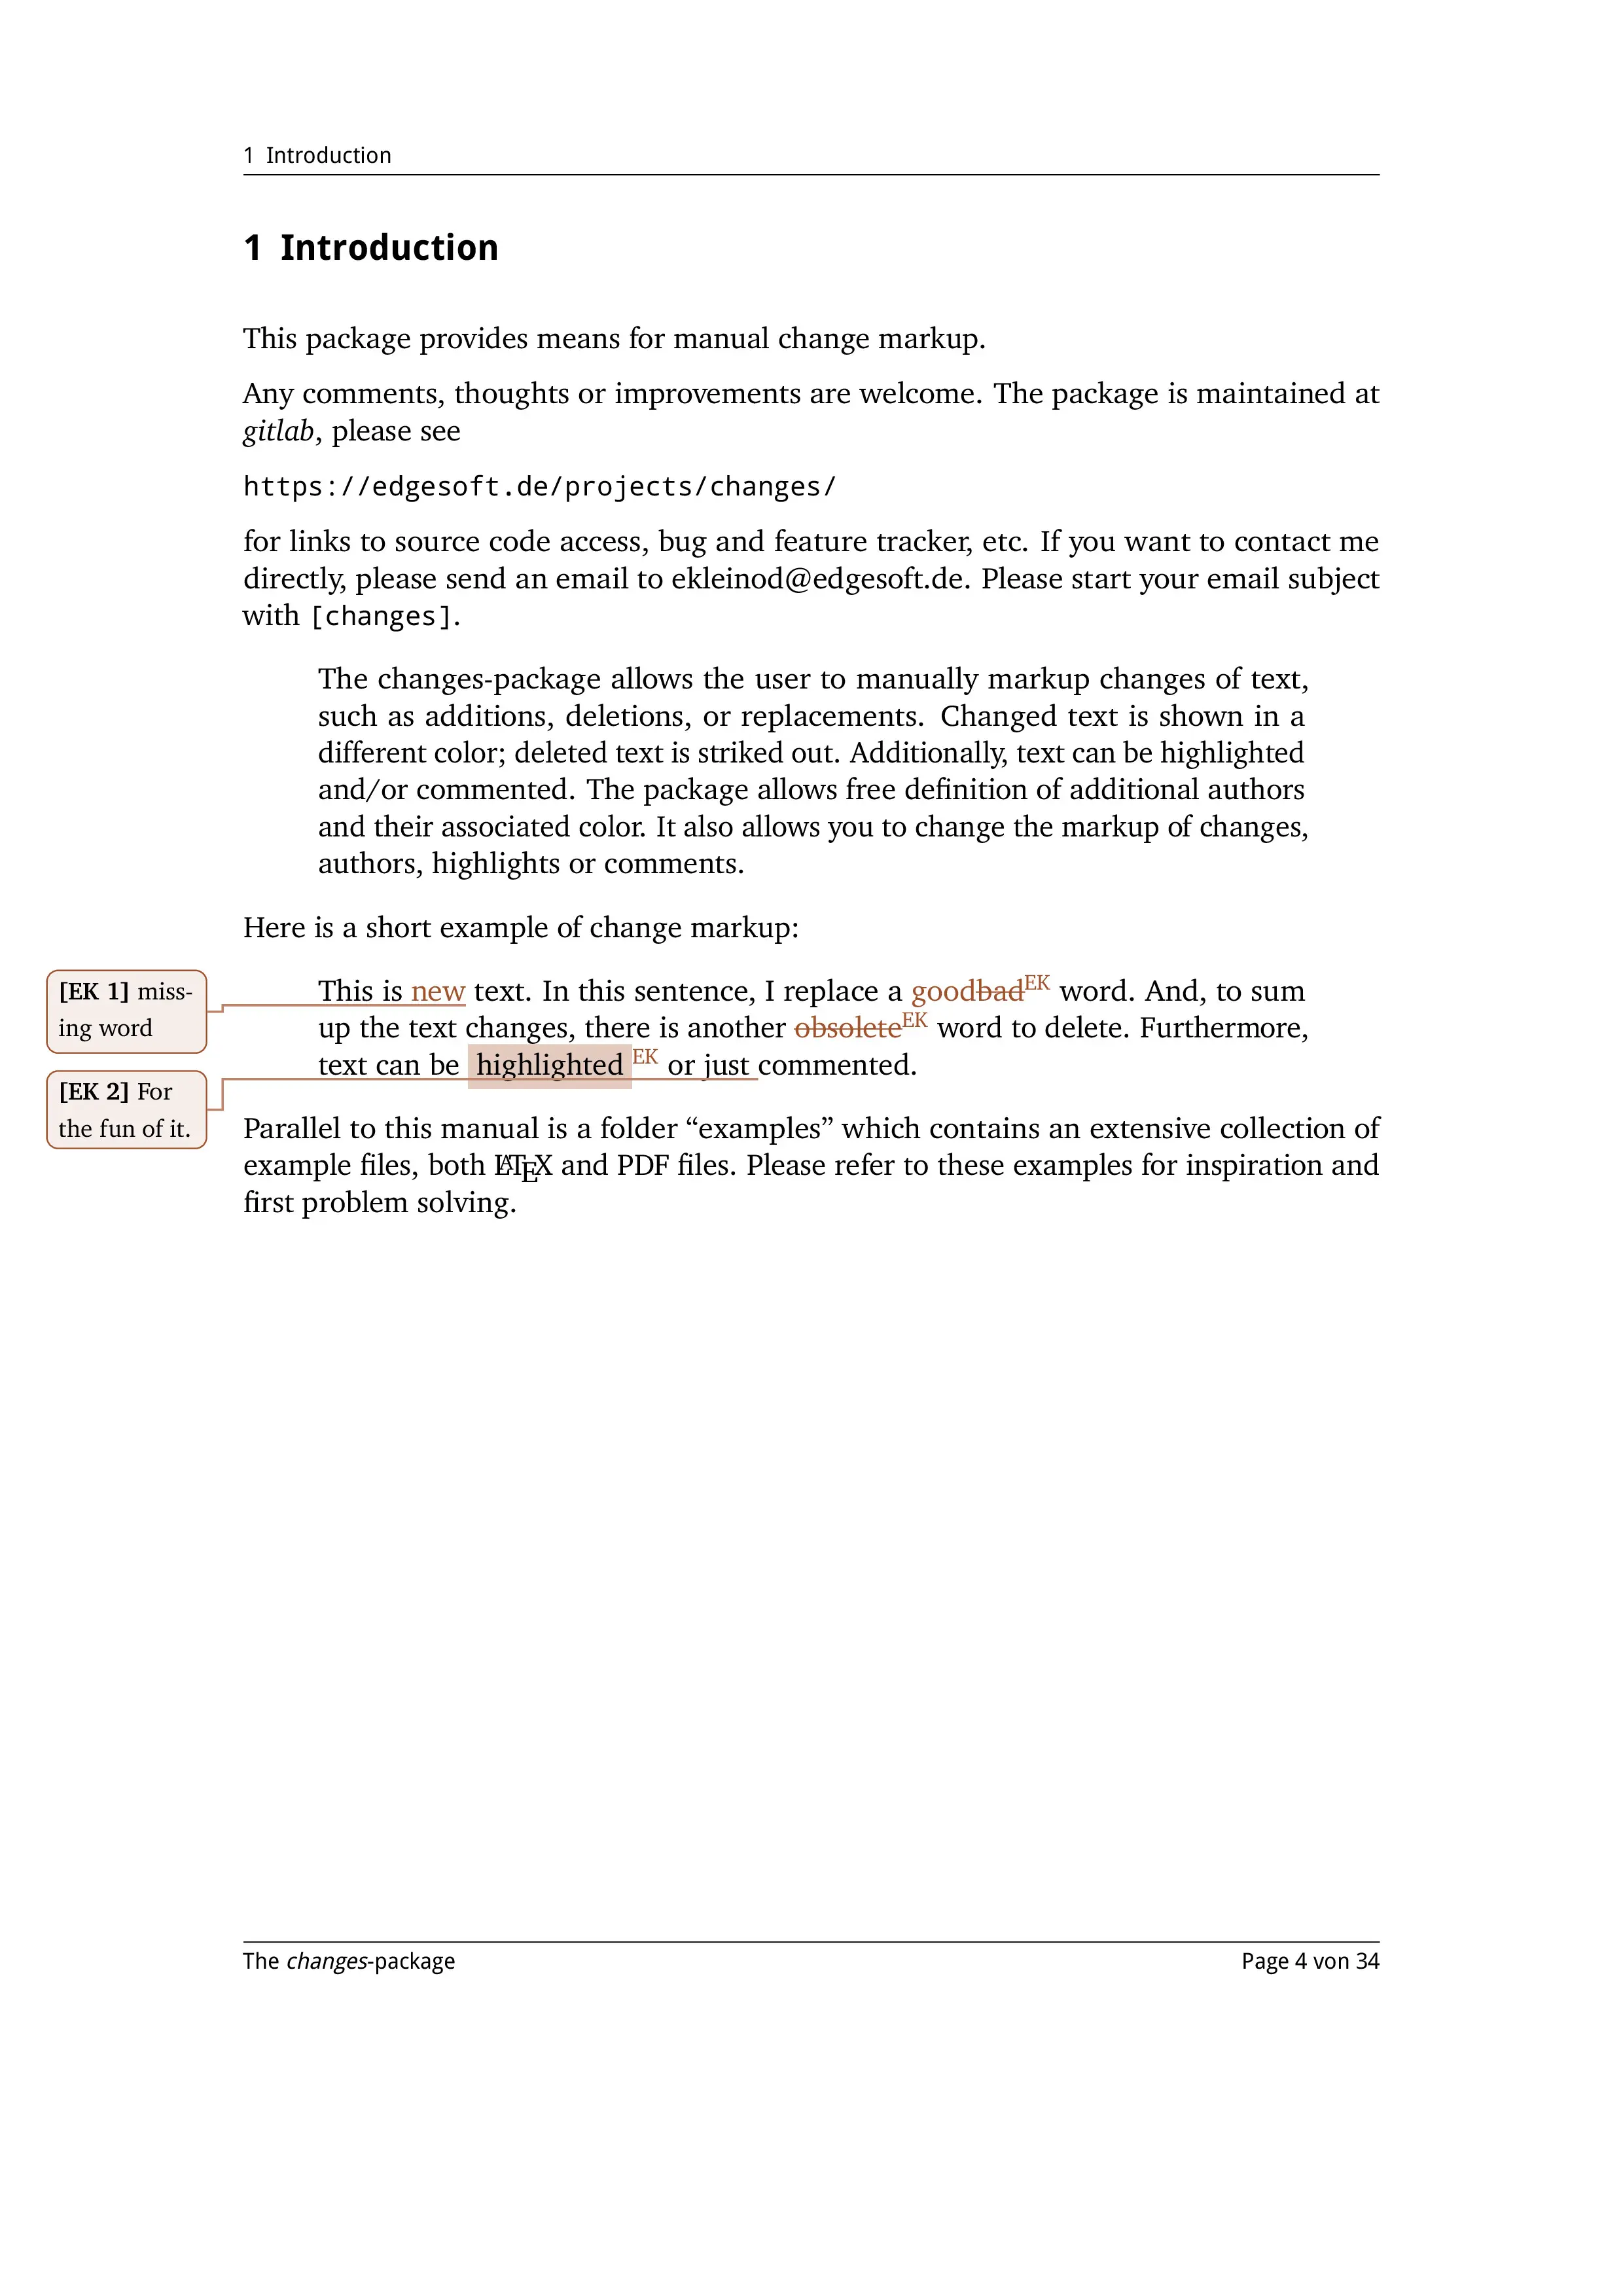 1 Introduction
1 Introduction
This package provides means for manual change markup.
Any comments, thoughts or improvements are welcome. The package is maintained at
gitlab, please see
https://edgesoft.de/projects/changes/
for links to source code access, bug and feature tracker, etc. If you want to contact me
directly, please send an email to ekleinod@edgesoft.de. Please start your email subject
with [changes].
The changes-package allows the user to manually markup changes of text,
such as additions, deletions, or replacements. Changed text is shown in a
different color; deleted text is striked out. Additionally, text can be highlighted
and/or commented. The package allows free definition of additional authors
and their associated color. It also allows you to change the markup of changes,
authors, highlights or comments.
Here is a short example of change markup:
[EK 1] miss-
ing word
This is new text. In this sentence, I replace a goodbadEK word. And, to sum
up the text changes, there is another obsoleteEK word to delete. Furthermore,
text can be highlighted EK or just commented.
[EK 2] For
the fun of it.
Parallel to this manual is a folder “examples” which contains an extensive collection of
example files, both LATEX and PDF files. Please refer to these examples for inspiration and
first problem solving.
The changes-package
Page 4 von 34